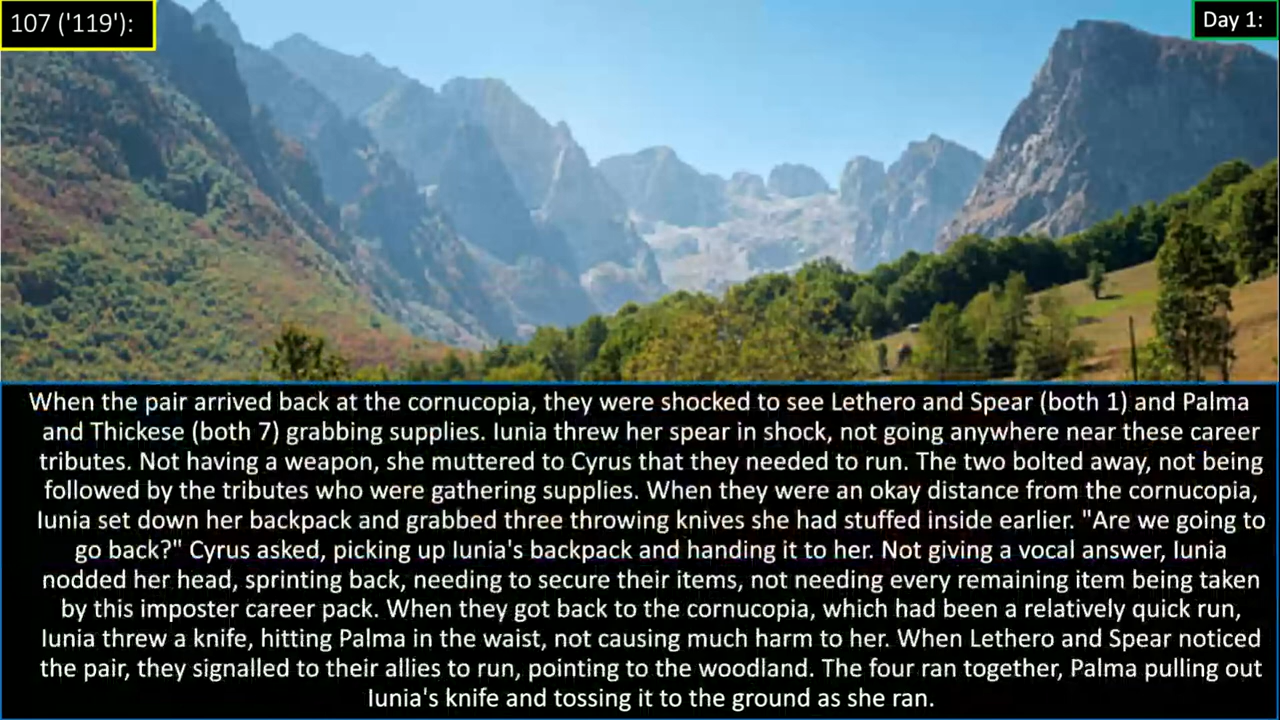 107 ('119'):
Day 1:
When the pair arrived back at the cornucopia, they were shocked to see Lethero and Spear (both 1) and Palma
and Thickese (both 7) grabbing supplies. Iunia threw her spear in shock, not going anywhere near these career
tributes. Not having a weapon, she muttered to Cyrus that they needed to run. The two bolted away, not being
followed by the tributes who were gathering supplies. When they were an okay distance from the cornucopia,
Iunia set down her backpack and grabbed three throwing knives she had stuffed inside earlier. "Are we going to
go back?" Cyrus asked, picking up Iunia's backpack and handing it to her. Not giving a vocal answer, Iunia
nodded her head, sprinting back, needing to secure their items, not needing every remaining item being taken
by this imposter career pack. When they got back to the cornucopia, which had been a relatively quick run,
Iunia threw a knife, hitting Palma in the waist, not causing much harm to her. When Lethero and Spear noticed
the pair, they signalled to their allies to run, pointing to the woodland. The four ran together, Palma pulling out
Iunia's knife and tossing it to the ground as she ran.